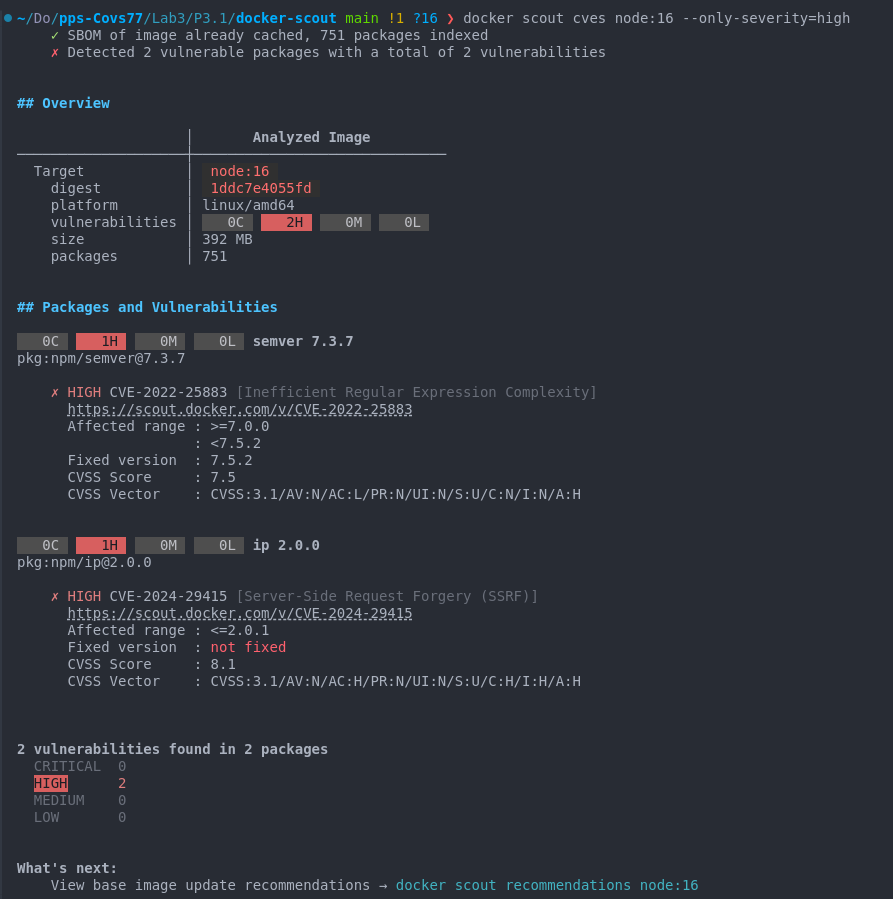 ~/Do/pps-Covs77/Lab3/P3.1/docker-scout main !1 ?16 ❯ docker scout cves node:16 --only-severity=high
✓ SBOM of image already cached, 751 packages indexed
✗ Detected 2 vulnerable packages with a total of 2 vulnerabilities
## Overview
│ Analyzed Image
Target │ node:16
digest │ 1ddc7e4055fd
platform │ linux/amd64
vulnerabilities │ 0C 2H 0M 0L
size │ 392 MB
packages │ 751
## Packages and Vulnerabilities
0C 1H 0M 0L semver 7.3.7
pkg:npm/semver@7.3.7
✗ HIGH CVE-2022-25883 [Inefficient Regular Expression Complexity]
https://scout.docker.com/v/CVE-2022-25883
Affected range : >=7.0.0
: <7.5.2
Fixed version : 7.5.2
CVSS Score : 7.5
CVSS Vector : CVSS:3.1/AV:N/AC:L/PR:N/UI:N/S:U/C:N/I:N/A:H
0C 1H 0M 0L ip 2.0.0
pkg:npm/ip@2.0.0
✗ HIGH CVE-2024-29415 [Server-Side Request Forgery (SSRF)]
https://scout.docker.com/v/CVE-2024-29415
Affected range : <=2.0.1
Fixed version : not fixed
CVSS Score : 8.1
CVSS Vector : CVSS:3.1/AV:N/AC:H/PR:N/UI:N/S:U/C:H/I:H/A:H
2 vulnerabilities found in 2 packages
CRITICAL 0
HIGH 2
MEDIUM 0
LOW 0
What's next:
View base image update recommendations → docker scout recommendations node:16